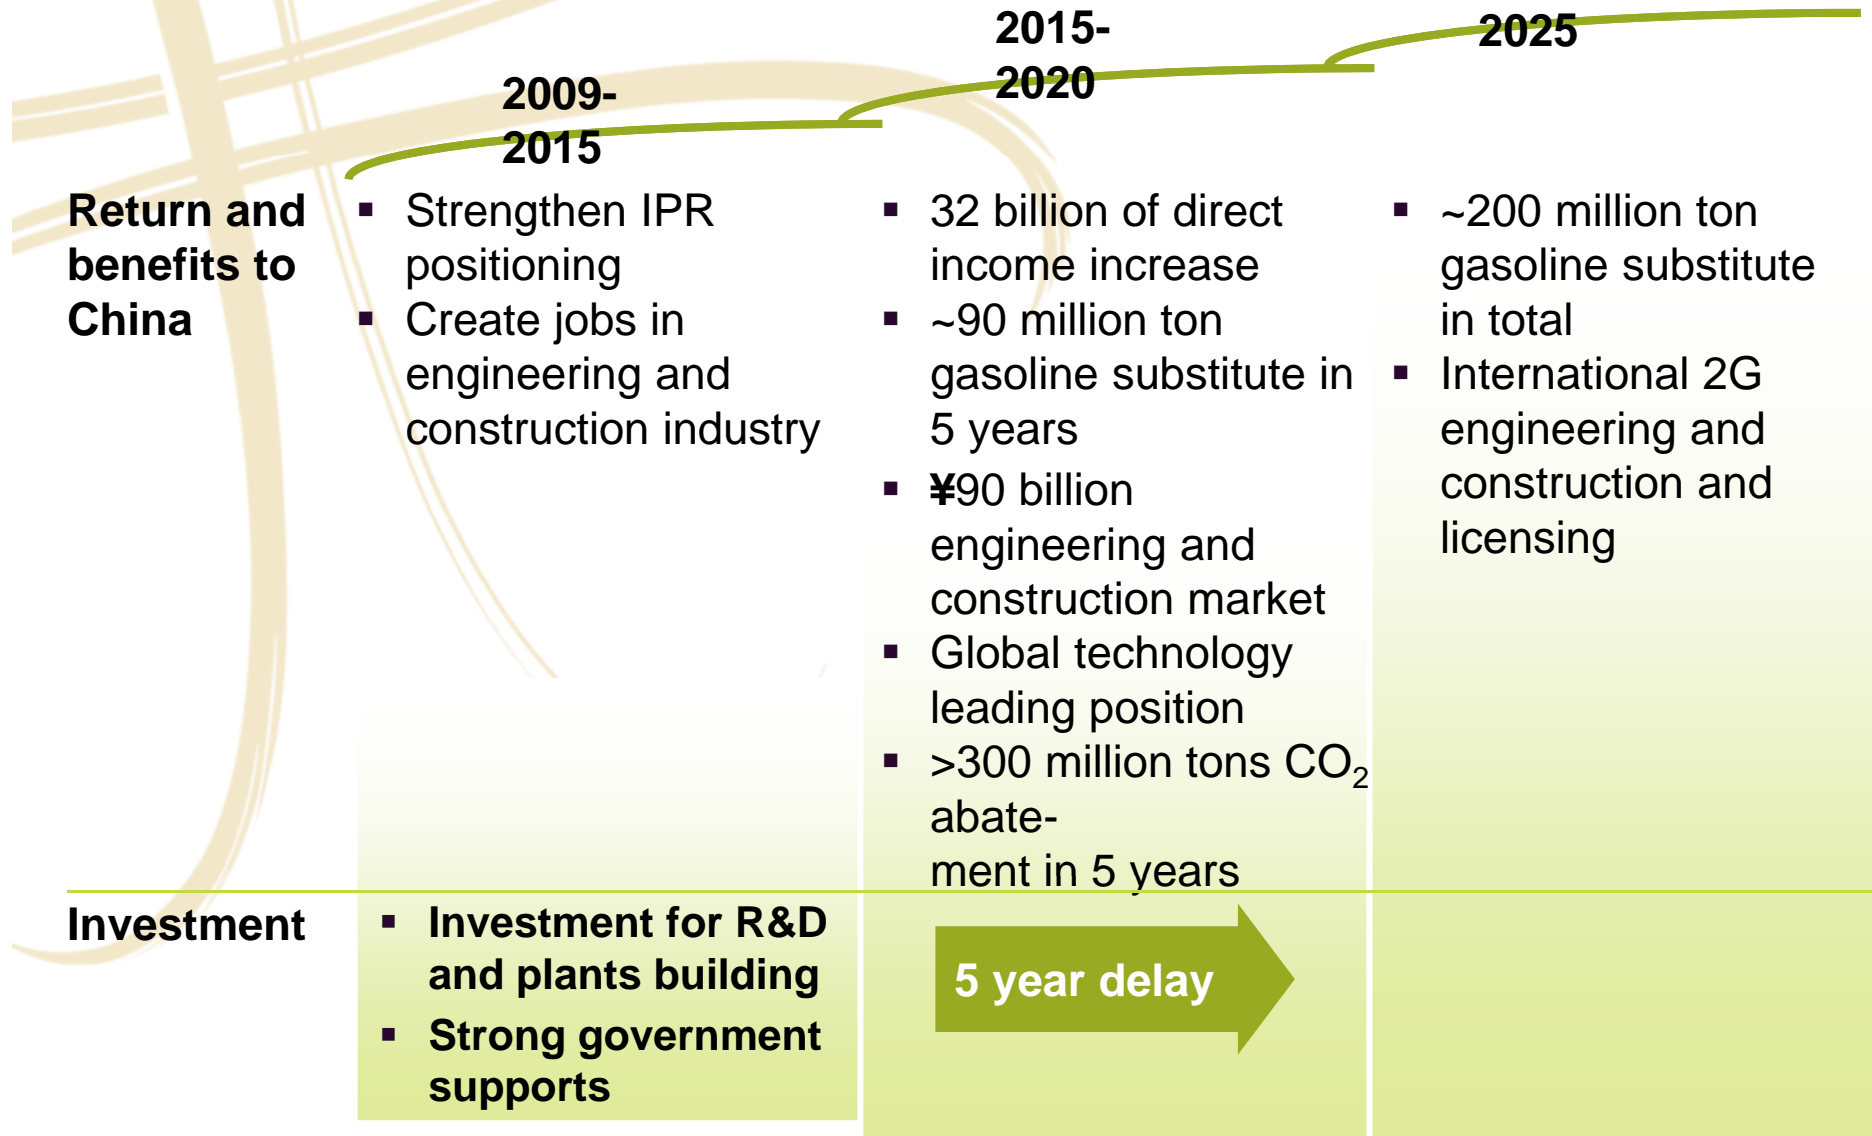 2009-
2015
2015-
2020
2025
Return and
benefits to
China
▪ Strengthen IPR
positioning
▪ Create jobs in
engineering and
construction industry
▪ 32 billion of direct
income increase
▪ ~90 million ton
gasoline substitute in
5 years
▪ ¥90 billion
engineering and
construction market
▪ Global technology
leading position
▪ >300 million tons CO₂
abate-
ment in 5 years
▪ ~200 million ton
gasoline substitute
in total
▪ International 2G
engineering and
construction and
licensing
Investment
▪ Investment for R&D
and plants building
▪ Strong government
supports
5 year delay